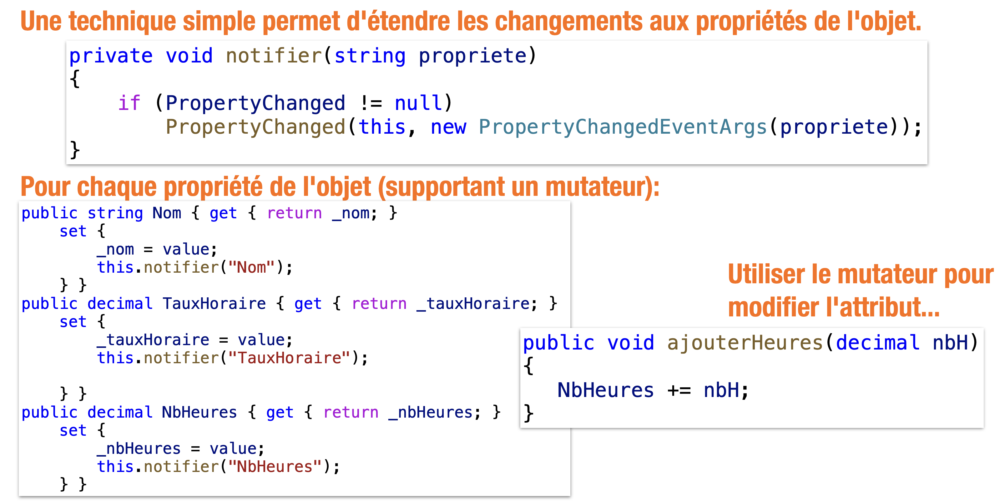 Une technique simple permet d'étendre les changements aux propriétés de l'objet.
private void notifier(string propriete)
{
    if (PropertyChanged != null)
        PropertyChanged(this, new PropertyChangedEventArgs(propriete));
}
Pour chaque propriété de l'objet (supportant un mutateur):
public string Nom { get { return _nom; }
    set {
        _nom = value;
        this.notifier("Nom");
    } }
public decimal TauxHoraire { get { return _tauxHoraire; }
    set {
        _tauxHoraire = value;
        this.notifier("TauxHoraire");
    } }
public decimal NbHeures { get { return _nbHeures; }
    set {
        _nbHeures = value;
        this.notifier("NbHeures");
    } }
Utiliser le mutateur pour
modifier l'attribut...
public void ajouterHeures(decimal nbH)
{
   NbHeures += nbH;
}